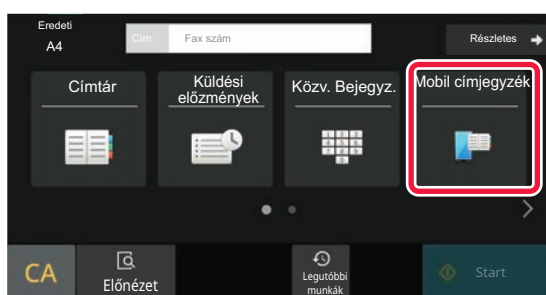 Eredeti
A4
Cím
Fax szám
Részletes
Címtár
Küldési
előzmények
Közv. Bejegyz.
Mobil címjegyzék
CA
Előnézet
Legutóbbi
munkák
Start